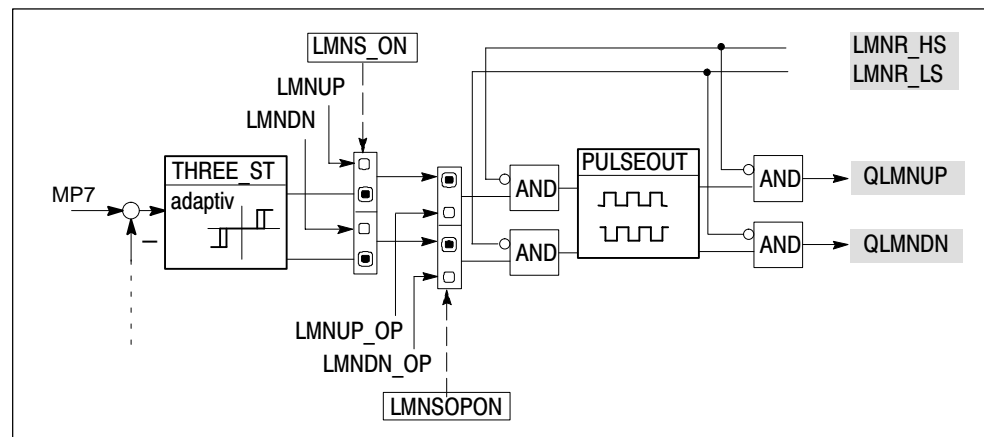 LMNS_ON
LMNR_HS
LMNR_LS
LMNUP
LMNDN
THREE_ST
adaptiv
PULSEOUT
MP7
AND
AND
QLMNUP
AND
AND
QLMNDN
LMNUP_OP
LMNDN_OP
LMNSOPON